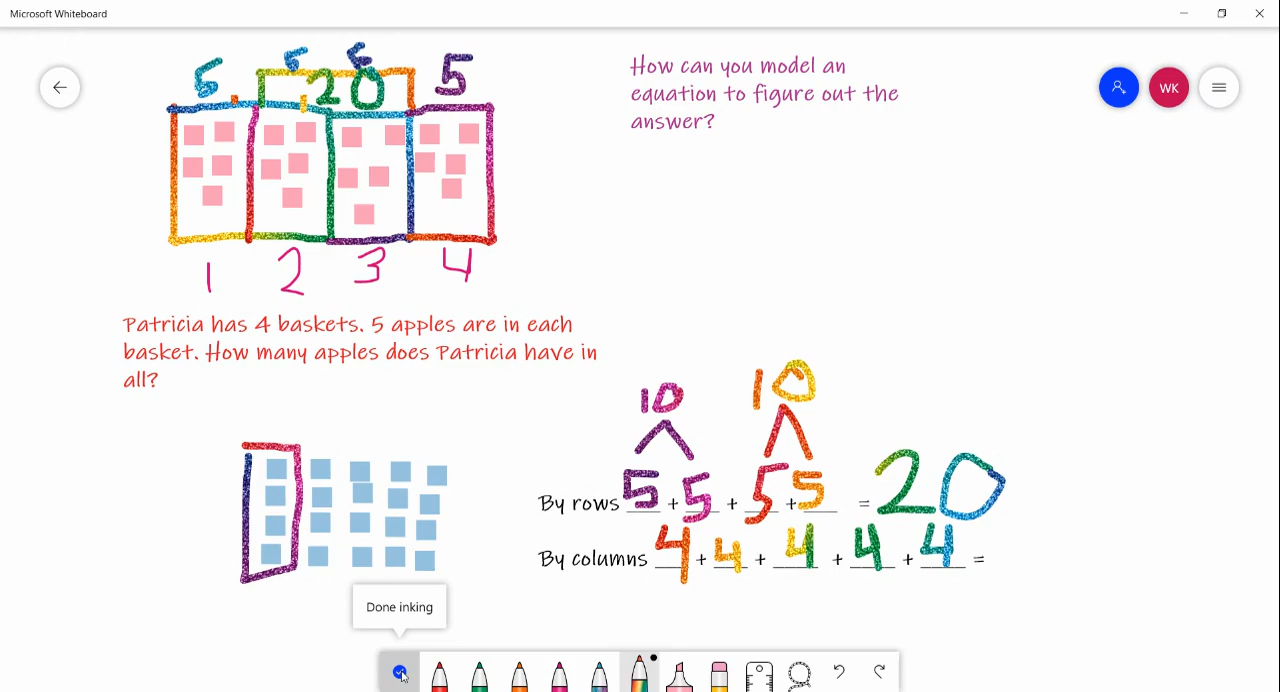 Microsoft Whiteboard
5 5 5 5
20
WK
How can you model an
equation to figure out the
answer?
1 2 3 4
Patricia has 4 baskets. 5 apples are in each
basket. How many apples does Patricia have in
all?
10 10
By rows 5 + 5 + 5 + 5 = 20
By columns 4 + 4 + 4 + 4 + 4 =
Done inking